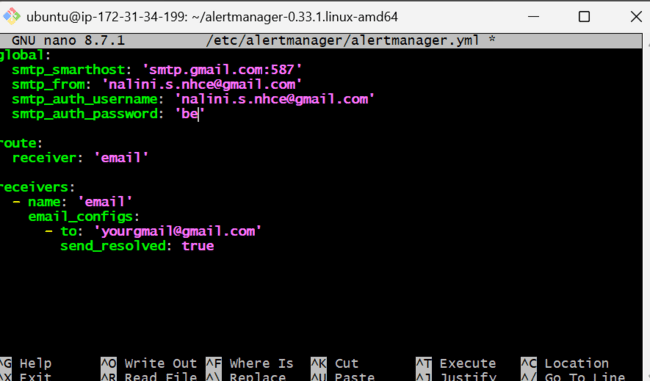 ubuntu@ip-172-31-34-199: ~/alertmanager-0.33.1.linux-amd64
GNU nano 8.7.1 /etc/alertmanager/alertmanager.yml *
global:
  smtp_smarthost: 'smtp.gmail.com:587'
  smtp_from: 'nalini.s.nhce@gmail.com'
  smtp_auth_username: 'nalini.s.nhce@gmail.com'
  smtp_auth_password: 'be'
route:
  receiver: 'email'
receivers:
  - name: 'email'
    email_configs:
      - to: 'yourgmail@gmail.com'
        send_resolved: true
^G Help ^O Write Out ^F Where Is ^K Cut ^T Execute ^C Location
^X Exit ^R Read File ^\ Replace ^U Paste ^J Justify ^/ Go To Line